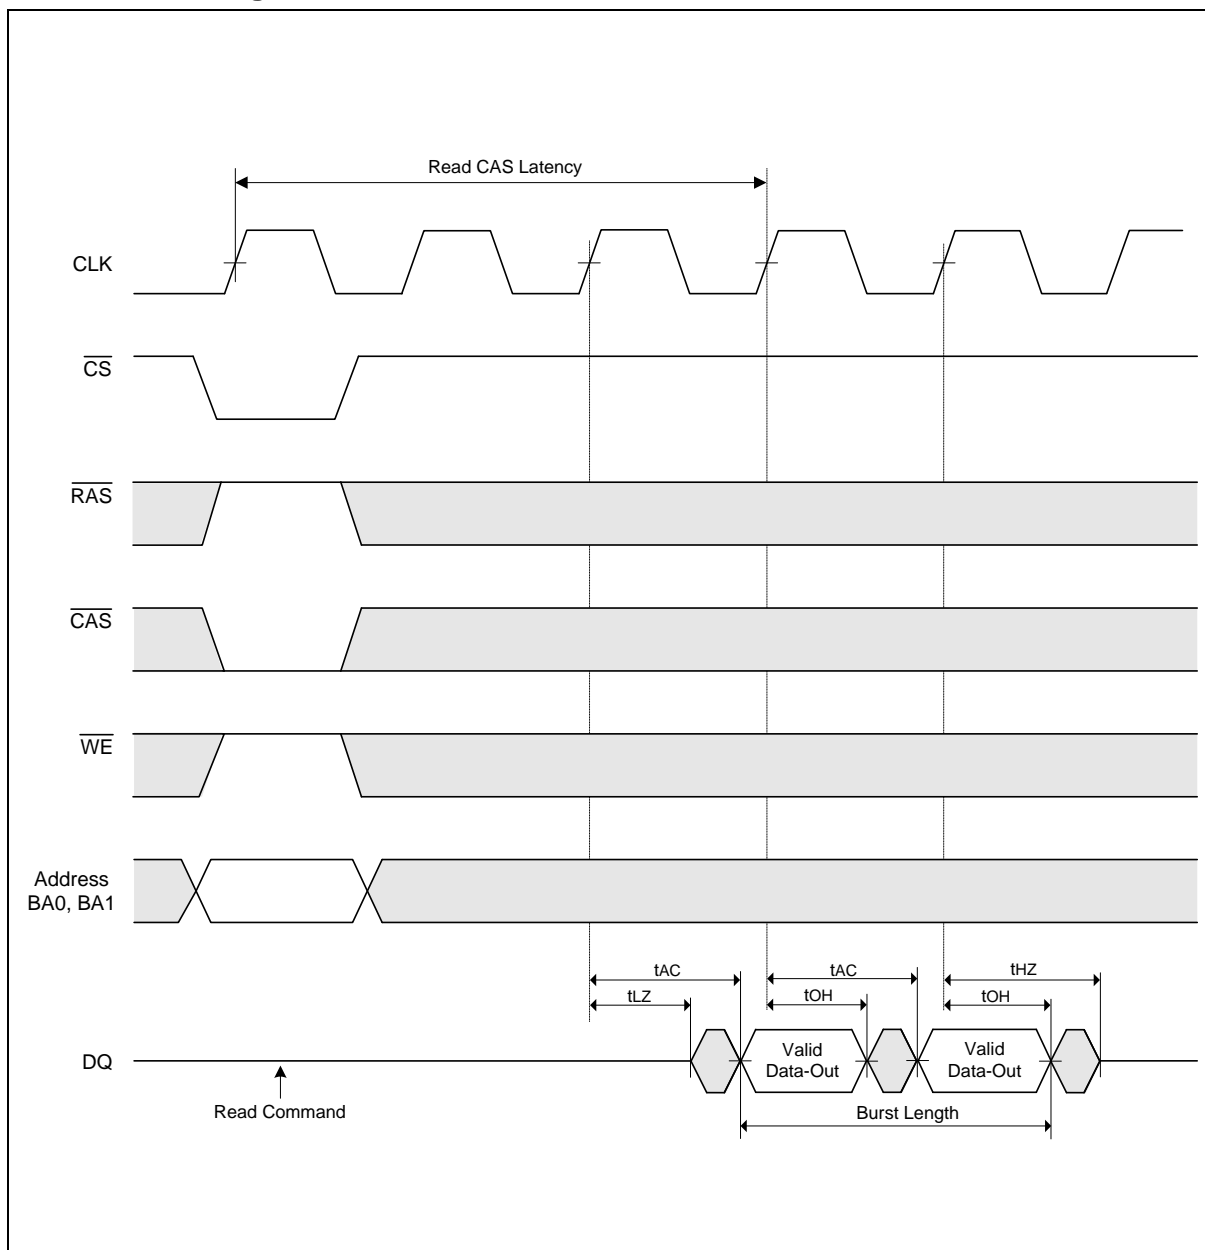 Read CAS Latency
CLK
CS
RAS
CAS
WE
Address
BA0, BA1
tAC
tAC
tHZ
tLZ
tOH
tOH
DQ
Valid
Data-Out
Valid
Data-Out
Read Command
Burst Length